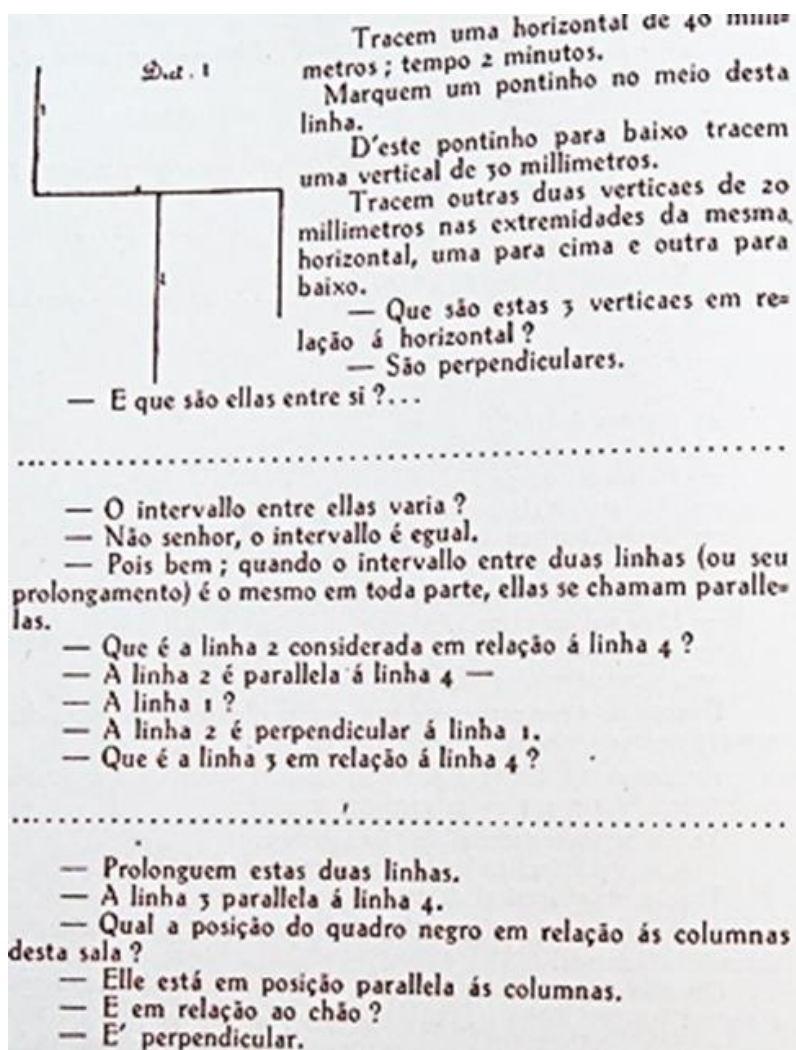 Tracem uma horizontal de 40 milli=
metros ; tempo 2 minutos.
Marquem um pontinho no meio desta
linha.
D'este pontinho para baixo tracem
uma vertical de 30 millimetros.
Tracem outras duas verticaes de 20
millimetros nas extremidades da mesma
horizontal, uma para cima e outra para
baixo.
— Que são estas 3 verticaes em re=
lação á horizontal ?
— São perpendiculares.
Dict. 1
— E que são ellas entre si ?...
— O intervallo entre ellas varia ?
— Não senhor, o intervallo é egual.
— Pois bem ; quando o intervallo entre duas linhas (ou seu
prolongamento) é o mesmo em toda parte, ellas se chamam paralle=
las.
— Que é a linha 2 considerada em relação á linha 4 ?
— A linha 2 é parallela á linha 4 —
— A linha 1 ?
— A linha 2 é perpendicular á linha 1.
— Que é a linha 3 em relação á linha 4 ?
— Prolonguem estas duas linhas.
— A linha 3 parallela á linha 4.
— Qual a posição do quadro negro em relação ás columnas
desta sala ?
— Elle está em posição parallela ás columnas.
— E em relação ao chão ?
— E' perpendicular.